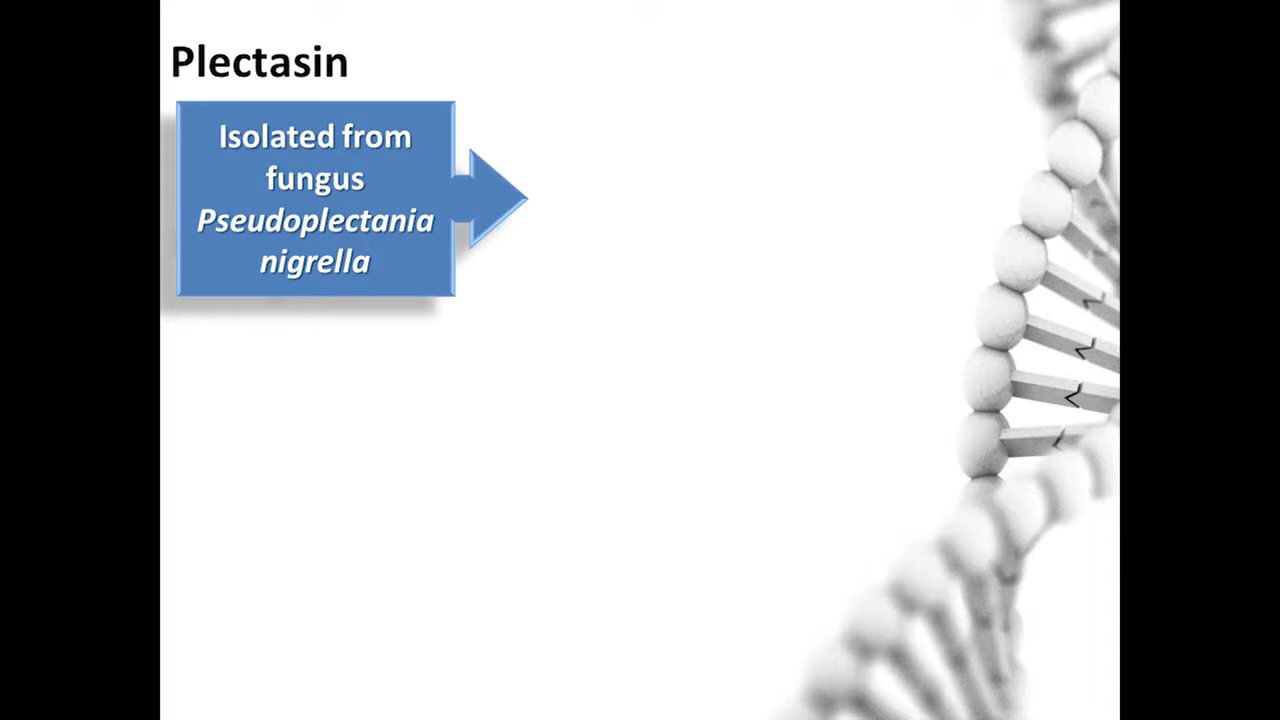 Plectasin
Isolated from
fungus
Pseudoplectania
nigrella